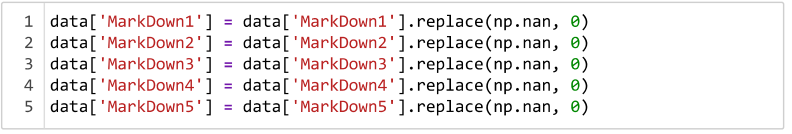 1 data['MarkDown1'] = data['MarkDown1'].replace(np.nan, 0)
2 data['MarkDown2'] = data['MarkDown2'].replace(np.nan, 0)
3 data['MarkDown3'] = data['MarkDown3'].replace(np.nan, 0)
4 data['MarkDown4'] = data['MarkDown4'].replace(np.nan, 0)
5 data['MarkDown5'] = data['MarkDown5'].replace(np.nan, 0)